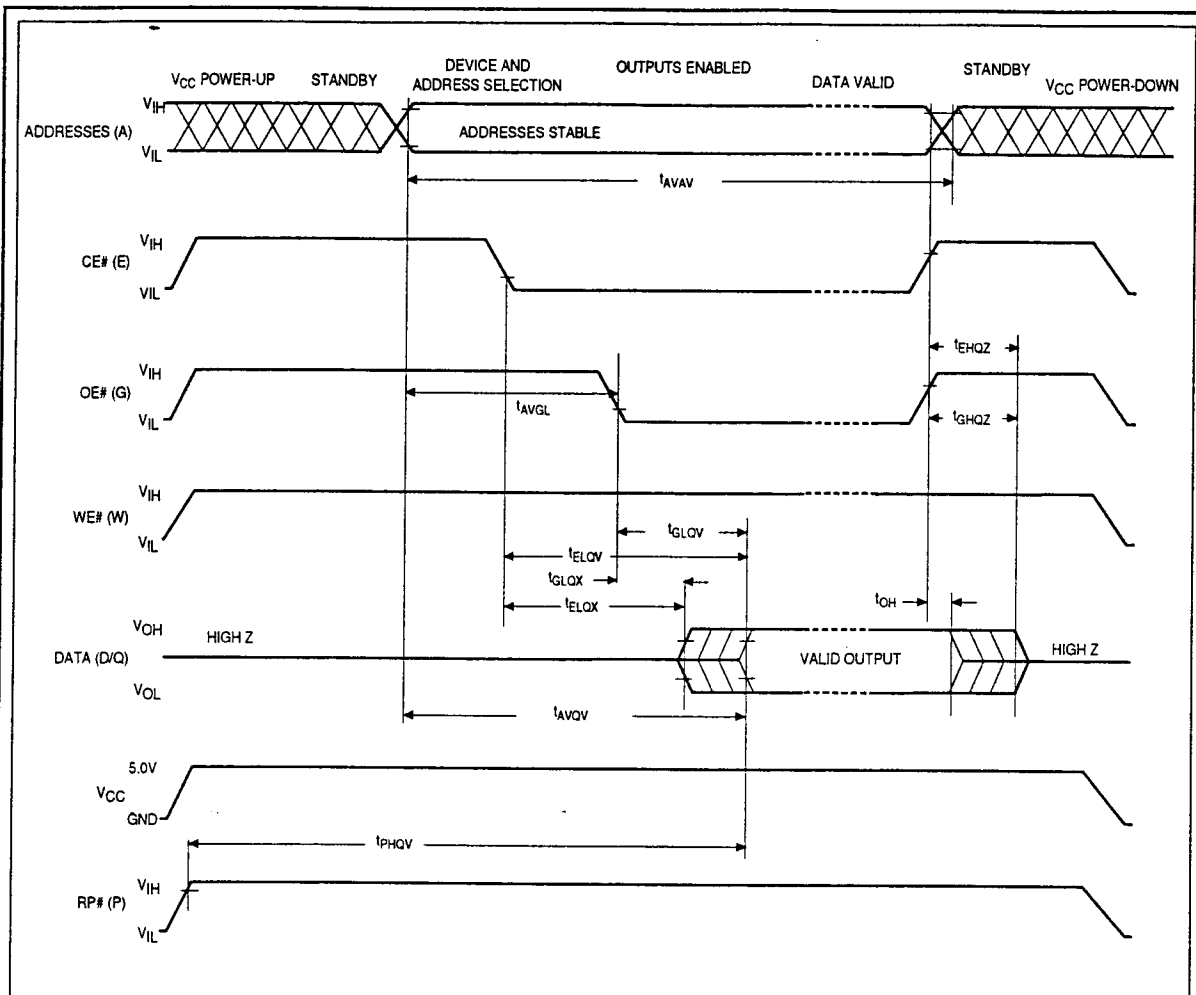 VCC POWER-UP STANDBY DEVICE AND ADDRESS SELECTION OUTPUTS ENABLED DATA VALID STANDBY VCC POWER-DOWN
VIH
ADDRESSES (A) ADDRESSES STABLE
VIL
tAVAV
VIH
CE# (E)
VIL
tEHQZ
VIH
OE# (G)
tAVGL
tGHQZ
VIL
VIH
WE# (W)
tGLQV
VIL
tELQV
tGLQX
tELQX
tOH
VOH
HIGH Z
DATA (D/Q) VALID OUTPUT HIGH Z
VOL
tAVQV
5.0V
VCC
GND
tPHQV
VIH
RP# (P)
VIL